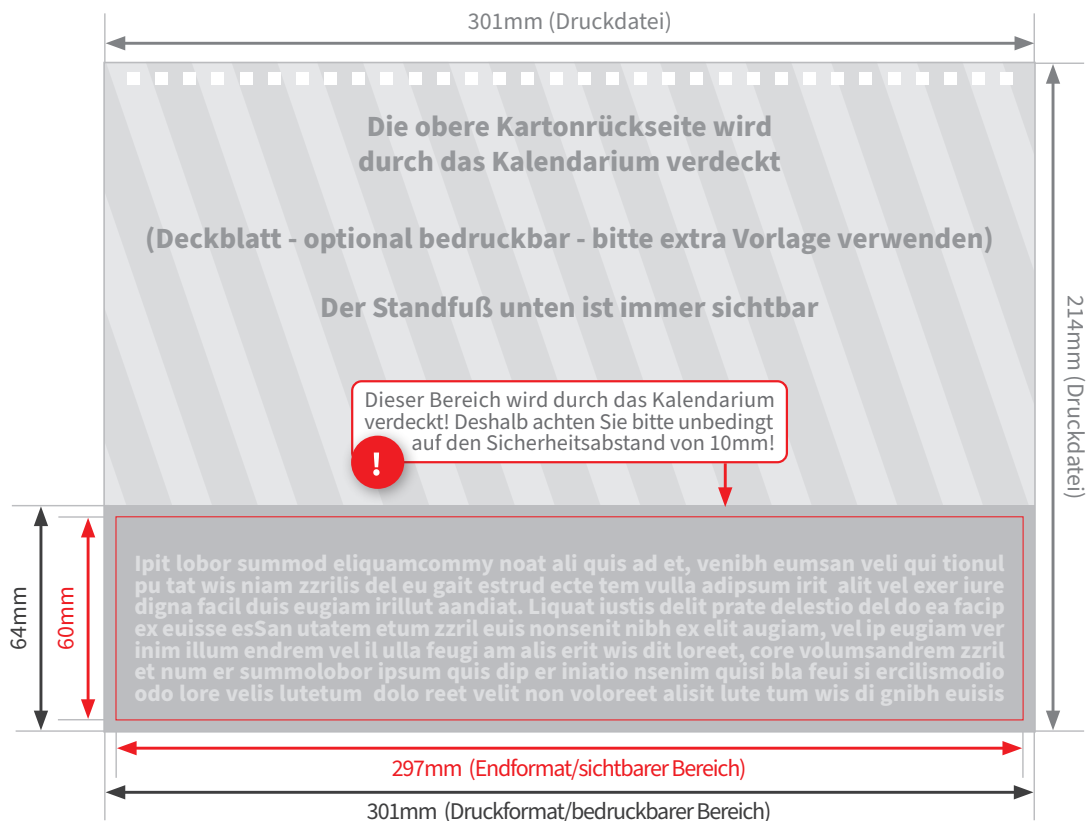 301mm (Druckdatei)
Die obere Kartonrückseite wird
durch das Kalendarium verdeckt
(Deckblatt - optional bedruckbar - bitte extra Vorlage verwenden)
Der Standfuß unten ist immer sichtbar
214mm (Druckdatei)
Dieser Bereich wird durch das Kalendarium
verdeckt! Deshalb achten Sie bitte unbedingt
auf den Sicherheitsabstand von 10mm!
!
64mm
60mm
Ipit lobor summod eliquamcommy noat ali quis ad et, venibh eumsan veli qui tionul
pu tat wis niam zzrilis del eu gait estrud ecte tem vulla adipsum irit  alit vel exer iure
digna facil duis eugiam irillut aandiat. Liquat iustis delit prate delestio del do ea facip
ex euisse esSan utatem etum zzril euis nonsenit nibh ex elit augiam, vel ip eugiam ver
inim illum endrem vel il ulla feugi am alis erit wis dit loreet, core volumsandrem zzril
et num er summolobor ipsum quis dip er iniatio nsenim quisi bla feui si ercilismodio
odo lore velis lutetum  dolo reet velit non voloreet alisit lute tum wis di gnibh euisis
297mm (Endformat/sichtbarer Bereich)
301mm (Druckformat/bedruckbarer Bereich)